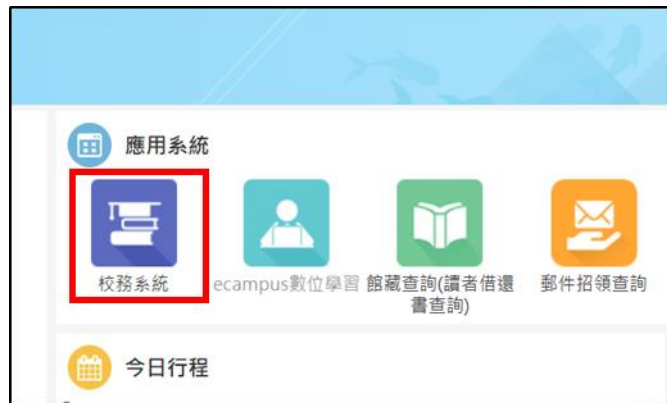 應用系統
校務系統
ecampus數位學習
館藏查詢(讀者借還
書查詢)
郵件招領查詢
今日行程